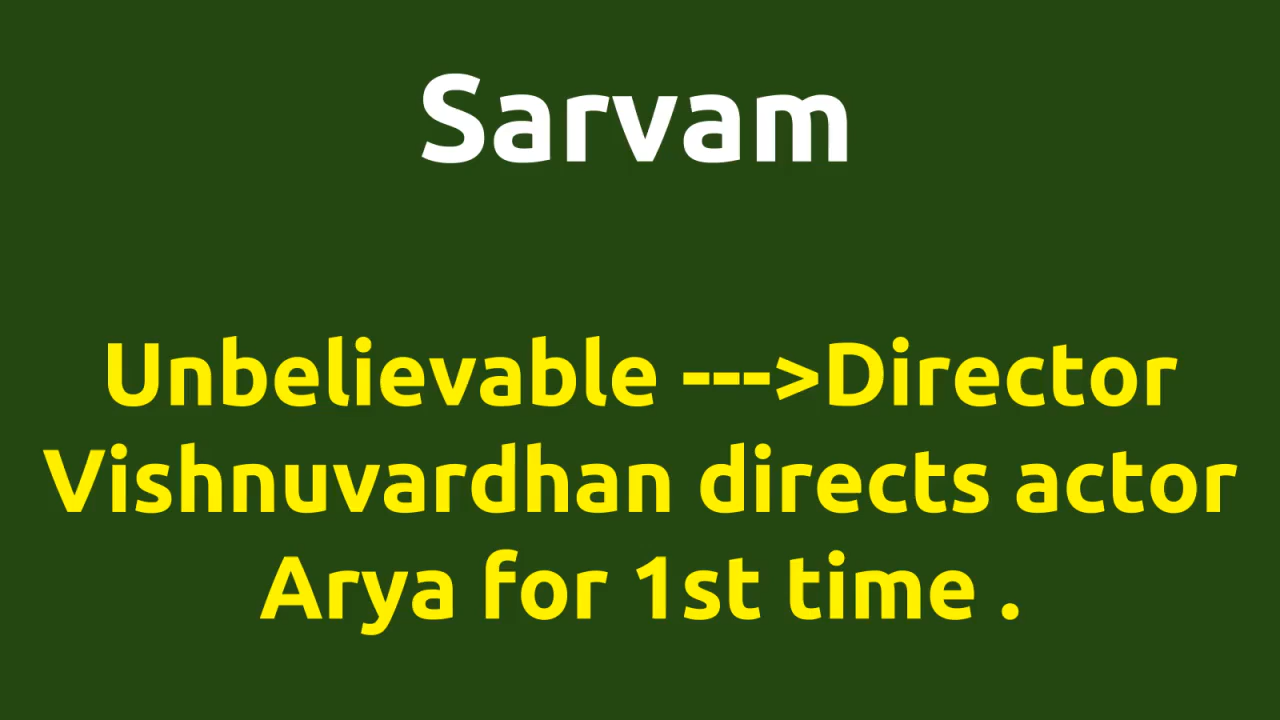 Sarvam
Unbelievable --->Director
Vishnuvardhan directs actor
Arya for 1st time .